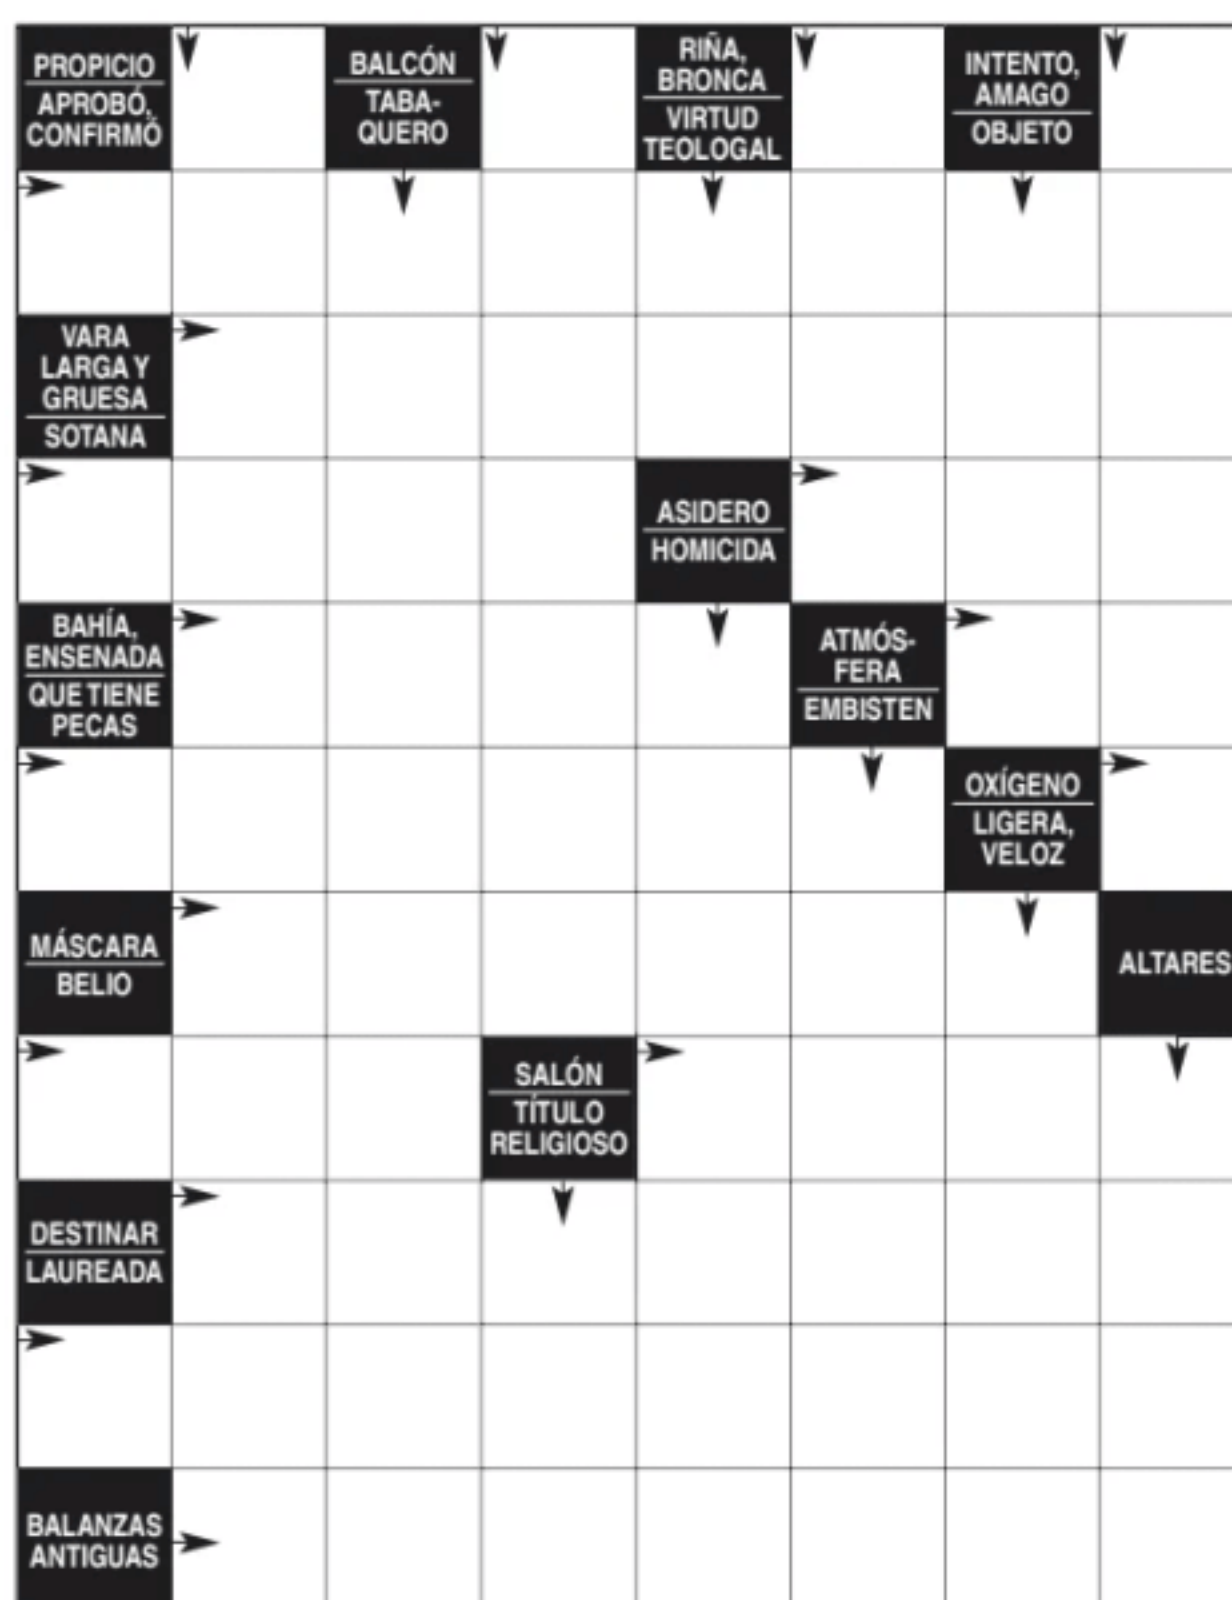 PROPICIO
APROBÓ,
CONFIRMÓ
BALCÓN
TABA-
QUERO
RIÑA,
BRONCA
VIRTUD
TEOLOGAL
INTENTO,
AMAGO
OBJETO
VARA
LARGA Y
GRUESA
SOTANA
ASIDERO
HOMICIDA
BAHÍA,
ENSENADA
QUE TIENE
PECAS
ATMÓS-
FERA
EMBISTEN
OXÍGENO
LIGERA,
VELOZ
MÁSCARA
BELIO
ALTARES
SALÓN
TÍTULO
RELIGIOSO
DESTINAR
LAUREADA
BALANZAS
ANTIGUAS